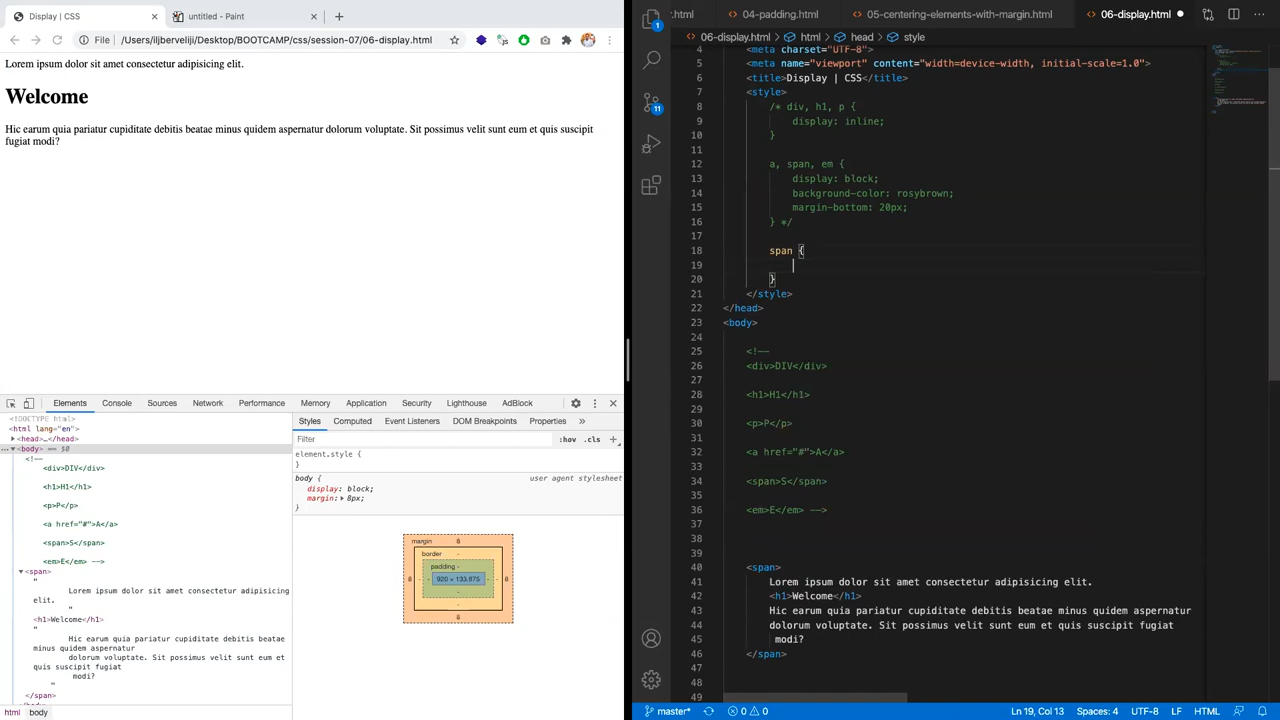 Display | CSS
untitled - Paint
File
/Users/iljberveliji/Desktop/BOOTCAMP/css/session-07/06-display.html
Lorem ipsum dolor sit amet consectetur adipisicing elit.
Welcome
Hic earum quia pariatur cupiditate debitis beatae minus quidem aspernatur dolorum voluptate. Sit possimus velit sunt eum et quis suscipit
fugiat modi?
Elements Console Sources Network Performance Memory Application Security Lighthouse AdBlock
<!DOCTYPE html>
<html lang="en">
<head>…</head>
<body> == $0
<!--
<div>DIV</div>
<h1>H1</h1>
<p>P</p>
<a href="#">A</a>
<span>S</span>
<em>E</em> -->
<span>
"
Lorem ipsum dolor sit amet consectetur adipisicing
elit.
"
<h1>Welcome</h1>
"
Hic earum quia pariatur cupiditate debitis beatae
minus quidem aspernatur
dolorum voluptate. Sit possimus velit sunt eum et
quis suscipit fugiat
modi?
"
</span>
html body
Styles Computed Event Listeners DOM Breakpoints Properties »
Filter
:hov .cls +
element.style {
}
body {
user agent stylesheet
display: block;
margin: 8px;
}
margin 8
border -
padding -
8 - - 920 × 133.875 - - 8
-
-
8
.html 04-padding.html 05-centering-elements-with-margin.html 06-display.html
06-display.html > html > head > style
1
11
4 <meta charset="UTF-8">
5 <meta name="viewport" content="width=device-width, initial-scale=1.0">
6 <title>Display | CSS</title>
7 <style>
8 /* div, h1, p {
9 display: inline;
10 }
11
12 a, span, em {
13 display: block;
14 background-color: rosybrown;
15 margin-bottom: 20px;
16 } */
17
18 span {
19
20 }
21 </style>
22 </head>
23 <body>
24
25 <!--
26 <div>DIV</div>
27
28 <h1>H1</h1>
29
30 <p>P</p>
31
32 <a href="#">A</a>
33
34 <span>S</span>
35
36 <em>E</em> -->
37
38
39
40 <span>
41 Lorem ipsum dolor sit amet consectetur adipisicing elit.
42 <h1>Welcome</h1>
43 Hic earum quia pariatur cupiditate debitis beatae minus quidem aspernatur
44 dolorum voluptate. Sit possimus velit sunt eum et quis suscipit fugiat
45 modi?
46 </span>
47
48
49
master* 0 0 Ln 19, Col 13 Spaces: 4 UTF-8 LF HTML